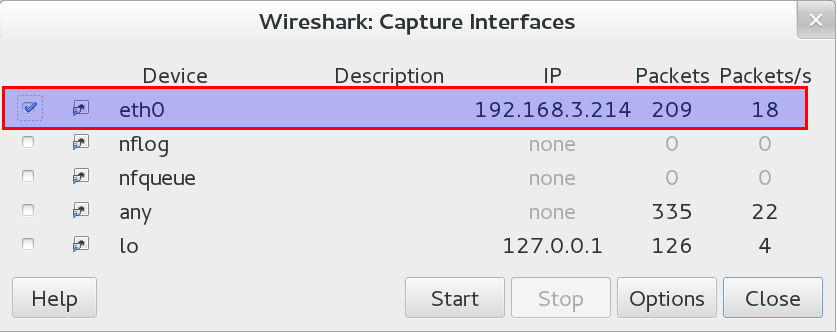 Wireshark: Capture Interfaces
Device Description IP Packets Packets/s
eth0 192.168.3.214 209 18
nflog none 0 0
nfqueue none 0 0
any none 335 22
lo 127.0.0.1 126 4
Help Start Stop Options Close